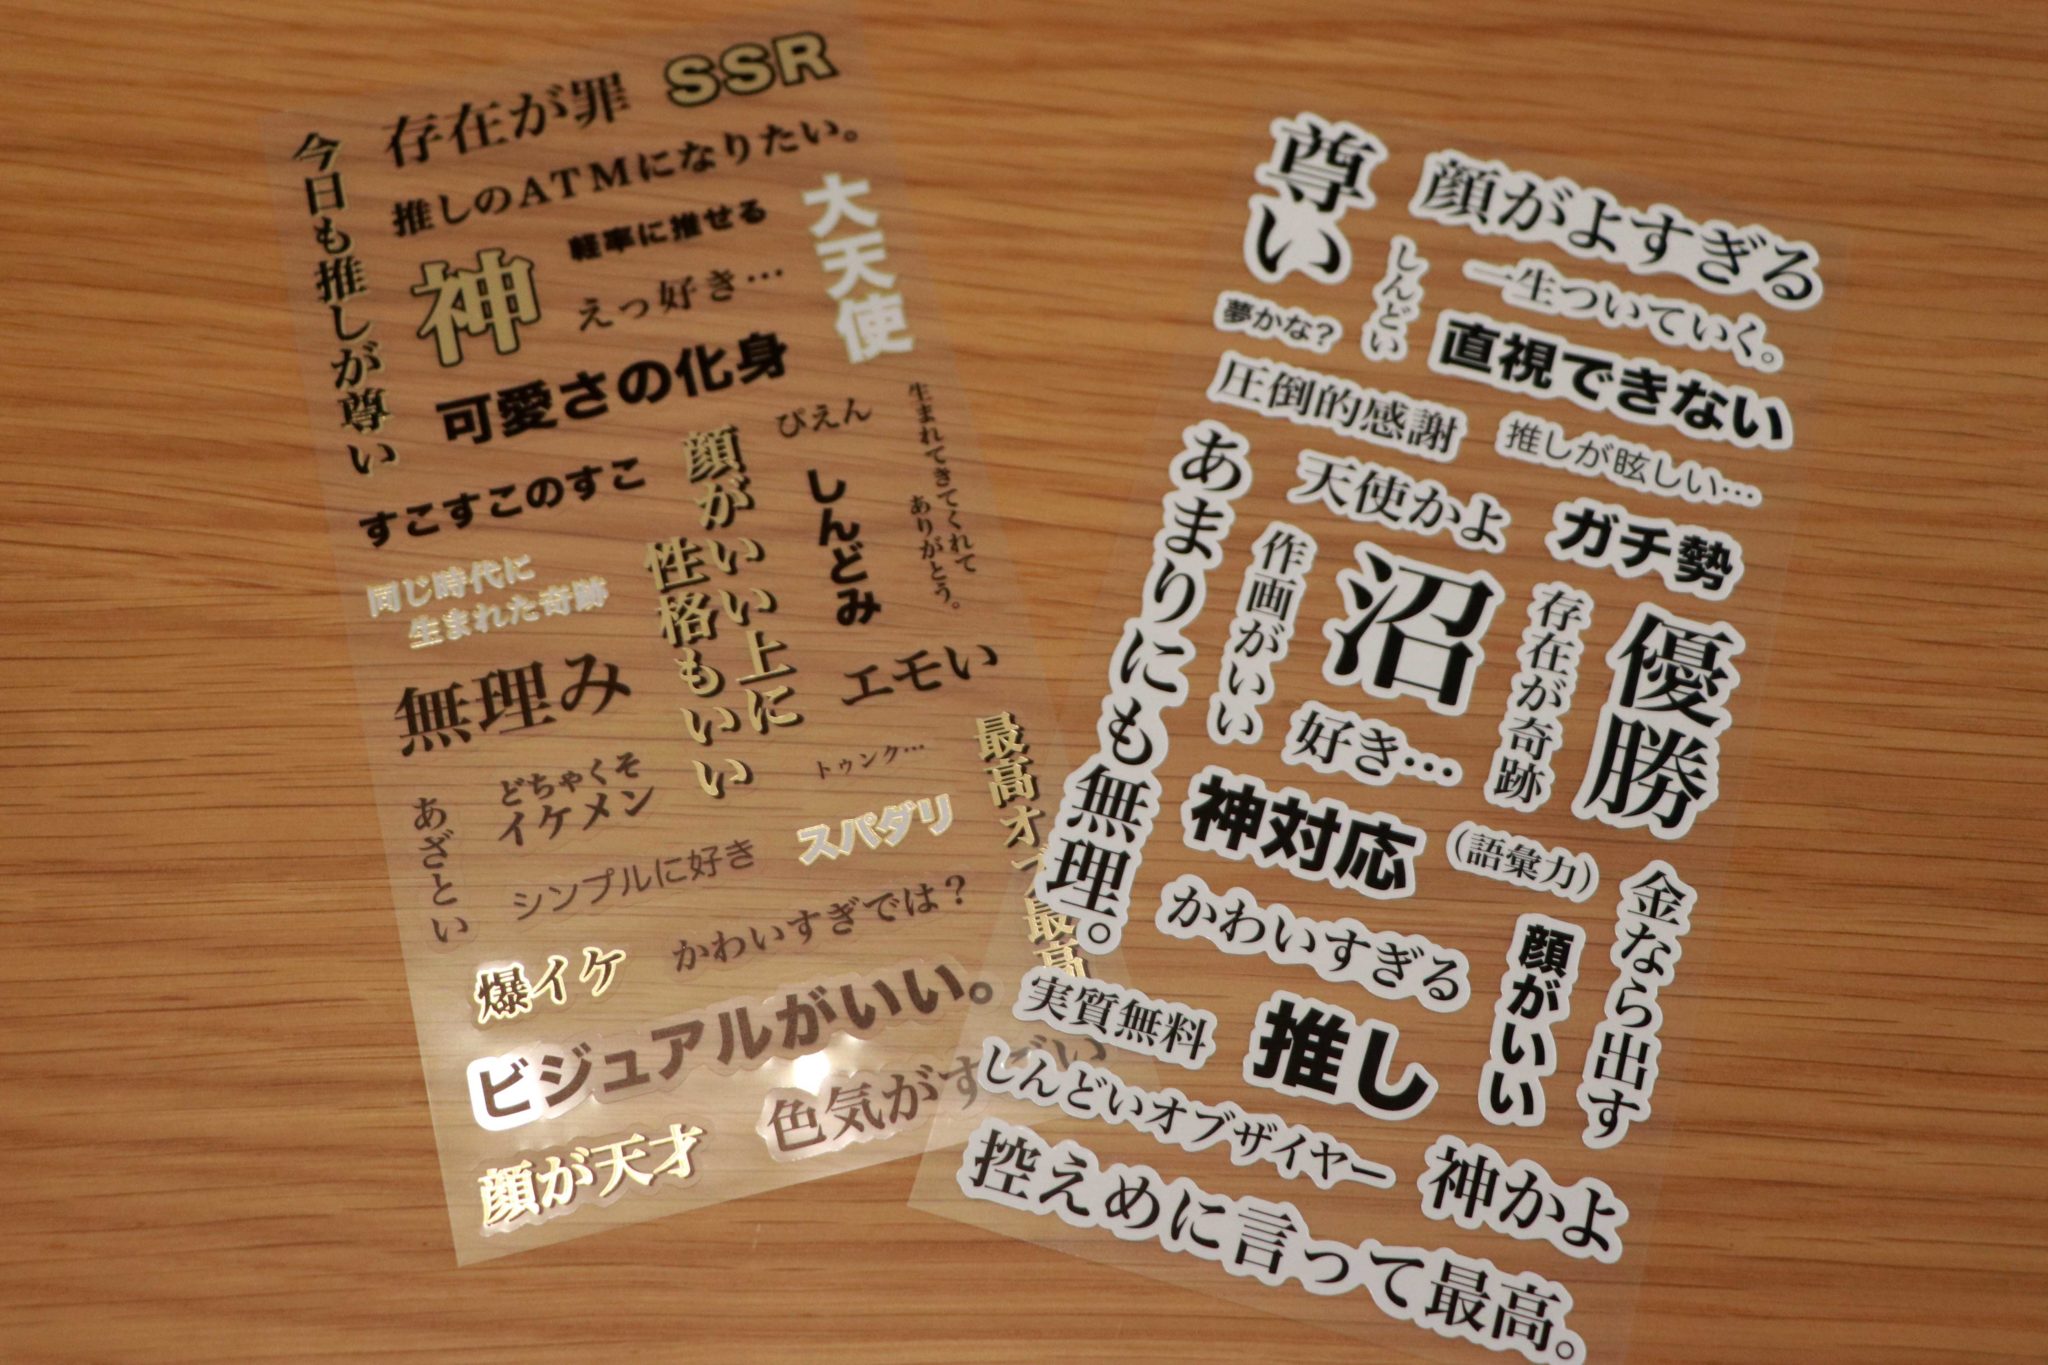 存在が罪
SSR
今日も推しが尊い
推しのATMになりたい。
軽率に推せる
大天使
神
えっ好き…
可愛さの化身
ぴえん
生まれてきてくれて
ありがとう。
すこすこのすこ
顔がいい上に
性格もいい
しんどみ
同じ時代に
生まれた奇跡
無理み
エモい
トゥンク…
最高オブ最高
どちゃくそ
イケメン
あざとい
スパダリ
シンプルに好き
かわいすぎでは?
爆イケ
ビジュアルがいい。
顔が天才
色気がすごい
尊い
顔がよすぎる
しんどい
一生ついていく。
夢かな?
直視できない
圧倒的感謝
推しが眩しい…
あまりにも無理。
天使かよ
ガチ勢
作画がいい
沼
存在が奇跡
優勝
好き…
神対応
(語彙力)
金なら出す
かわいすぎる
顔がいい
実質無料
推し
しんどいオブザイヤー
神かよ
控えめに言って最高。